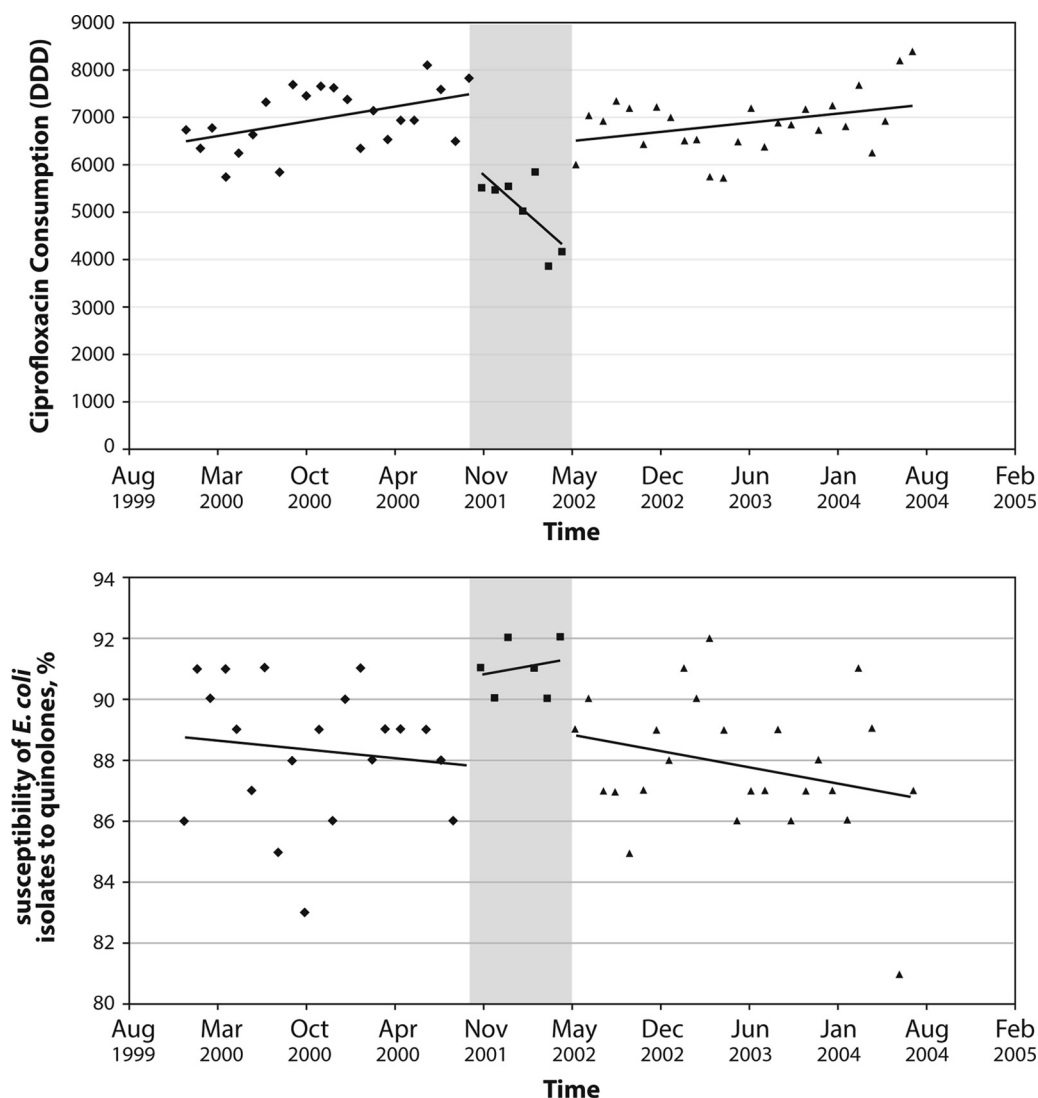 Ciprofloxacin Consumption (DDD)
9000
8000
7000
6000
5000
4000
3000
2000
1000
0
Aug Mar Oct Apr Nov May Dec Jun Jan Aug Feb
1999 2000 2000 2000 2001 2002 2002 2003 2004 2004 2005
Time
susceptibility of E. coli
isolates to quinolones, %
94
92
90
88
86
84
82
80
Aug Mar Oct Apr Nov May Dec Jun Jan Aug Feb
1999 2000 2000 2000 2001 2002 2002 2003 2004 2004 2005
Time